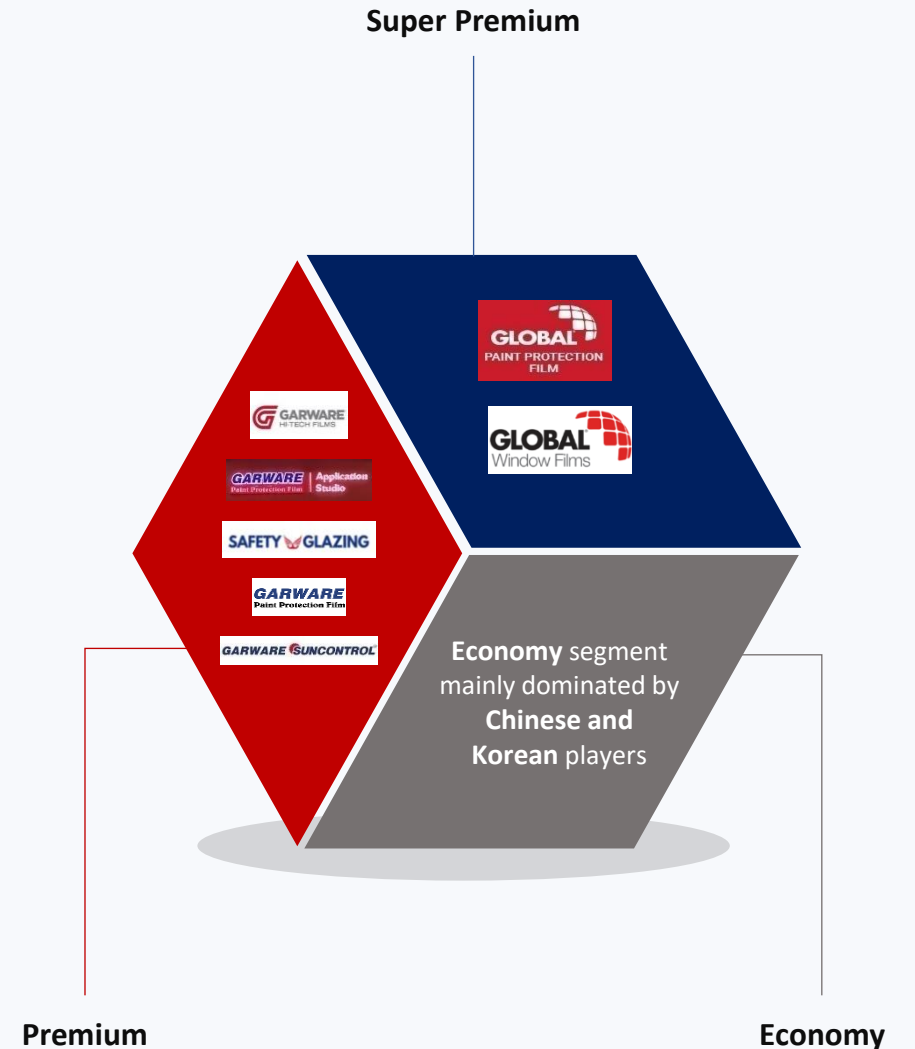 Super Premium
GLOBAL
PAINT PROTECTION
FILM
GLOBAL
Window Films
GARWARE
HI-TECH FILMS
GARWARE
Paint Protection Film
Application
Studio
SAFETY GLAZING
GARWARE
Paint Protection Film
GARWARE SUNCONTROL
Economy segment
mainly dominated by
Chinese and
Korean players
Premium
Economy